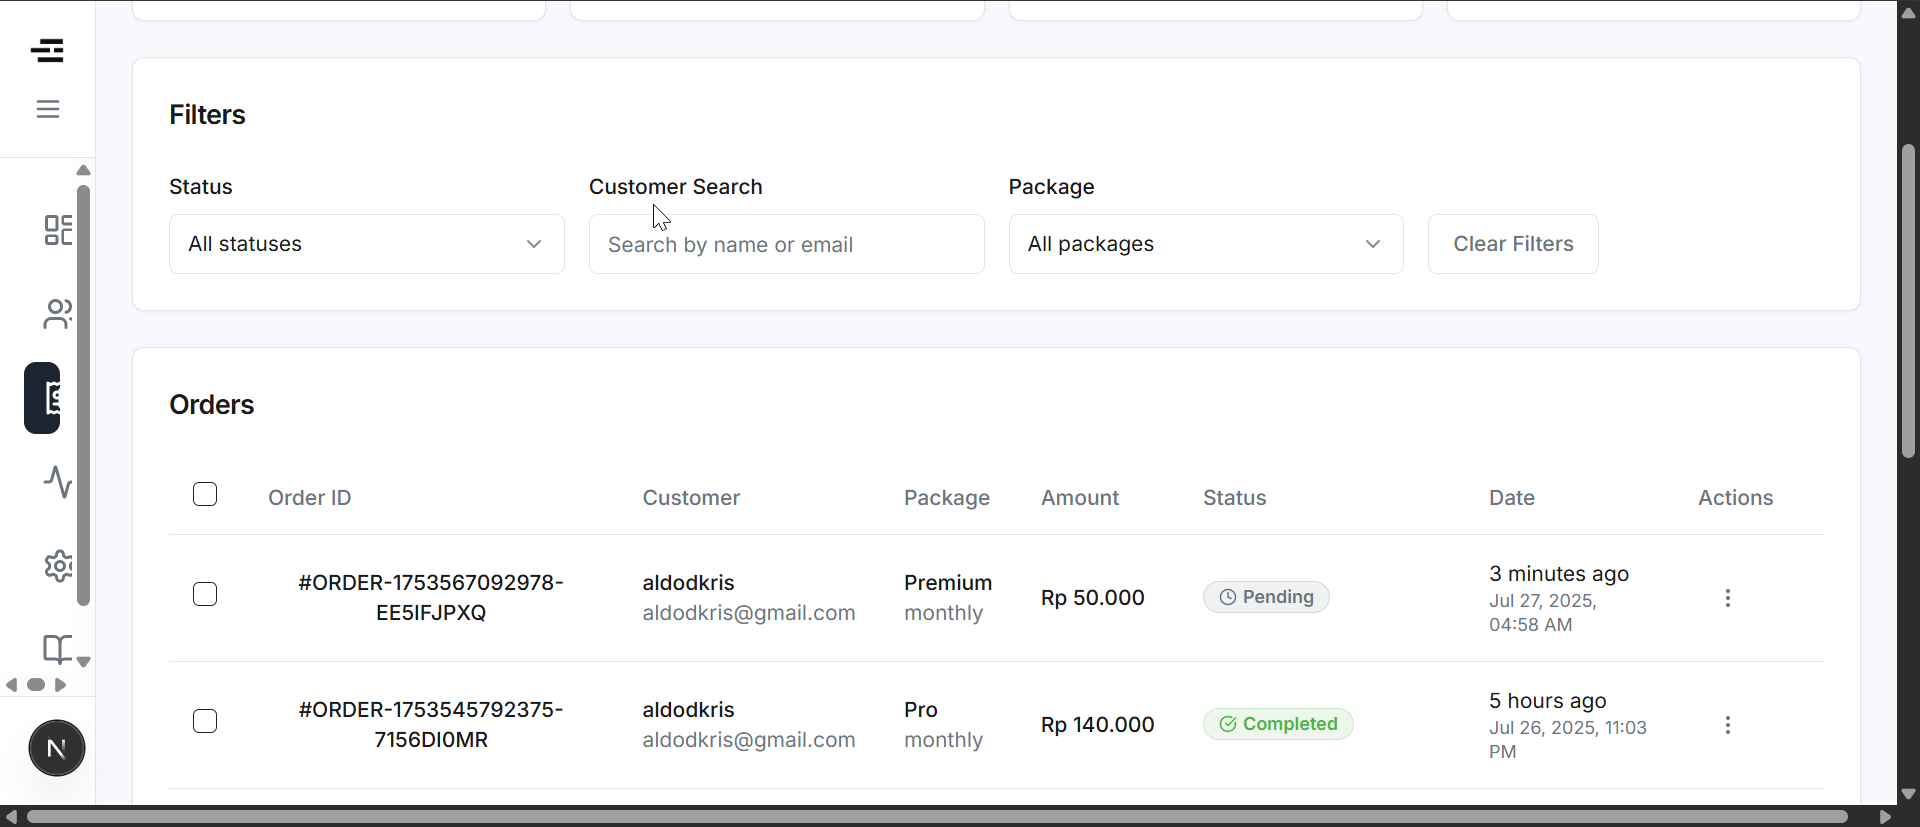 Filters
Status
Customer Search
Package
All statuses
Search by name or email
All packages
Clear Filters
Orders
Order ID
Customer
Package
Amount
Status
Date
Actions
#ORDER-1753567092978-
EE5IFJPXQ
aldodkris
aldodkris@gmail.com
Premium
monthly
Rp 50.000
Pending
3 minutes ago
Jul 27, 2025,
04:58 AM
#ORDER-1753545792375-
7156DI0MR
aldodkris
aldodkris@gmail.com
Pro
monthly
Rp 140.000
Completed
5 hours ago
Jul 26, 2025, 11:03
PM
N